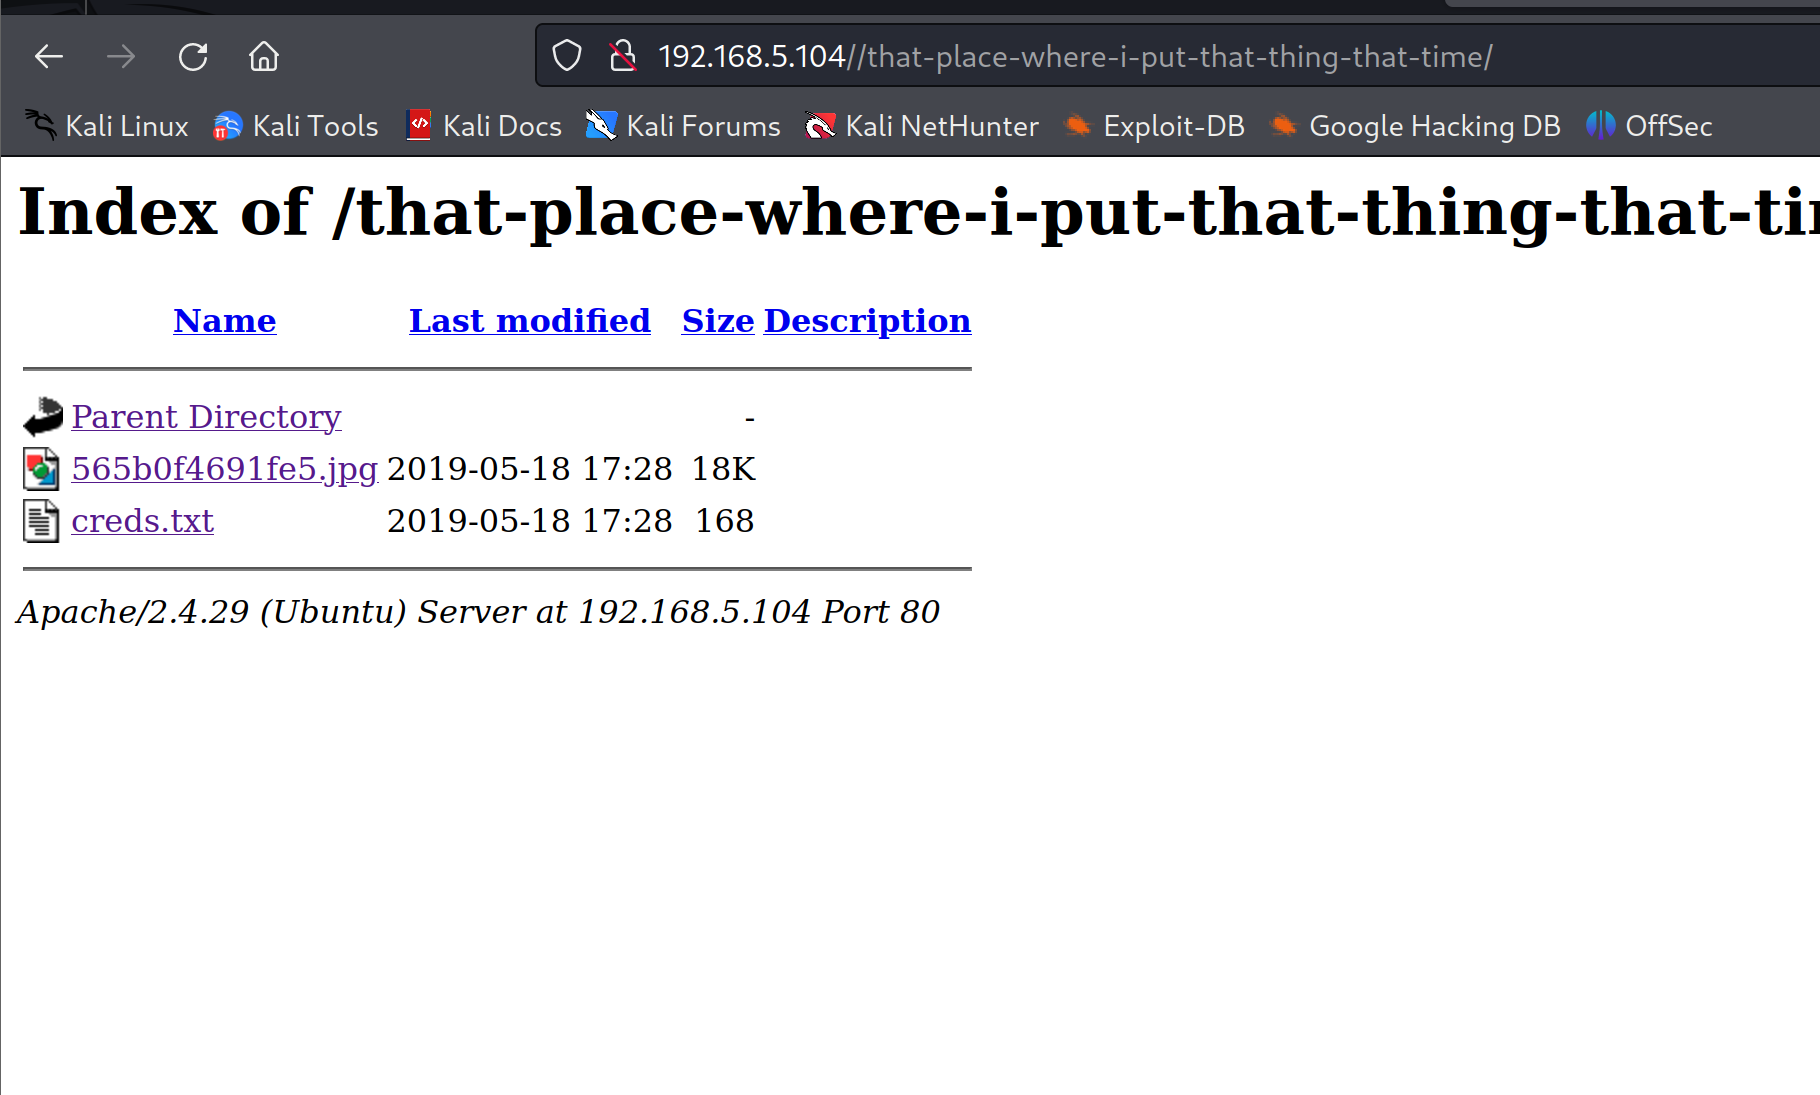 192.168.5.104//that-place-where-i-put-that-thing-that-time/
Kali Linux Kali Tools Kali Docs Kali Forums Kali NetHunter Exploit-DB Google Hacking DB OffSec
Index of /that-place-where-i-put-that-thing-that-tim
Name Last modified Size Description
Parent Directory -
565b0f4691fe5.jpg 2019-05-18 17:28 18K
creds.txt 2019-05-18 17:28 168
Apache/2.4.29 (Ubuntu) Server at 192.168.5.104 Port 80